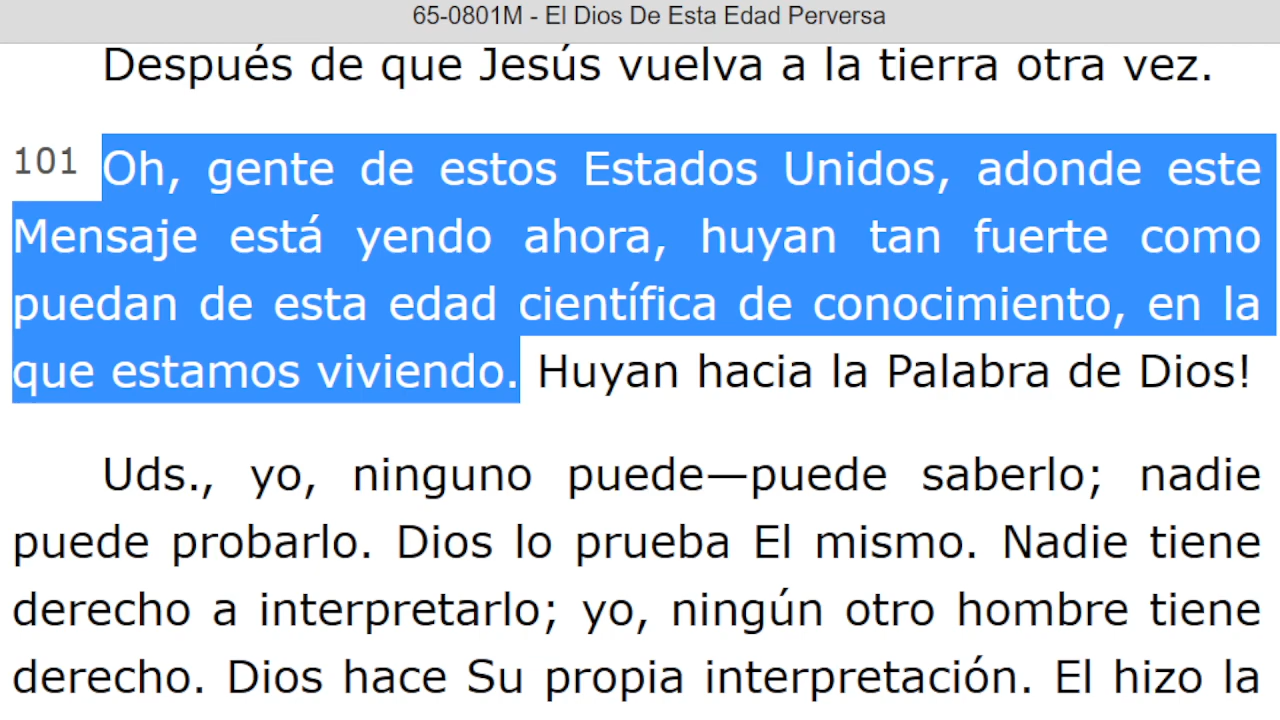 65-0801M - El Dios De Esta Edad Perversa
Después de que Jesús vuelva a la tierra otra vez.
101 Oh, gente de estos Estados Unidos, adonde este
Mensaje está yendo ahora, huyan tan fuerte como
puedan de esta edad científica de conocimiento, en la
que estamos viviendo. Huyan hacia la Palabra de Dios!
Uds., yo, ninguno puede—puede saberlo; nadie
puede probarlo. Dios lo prueba El mismo. Nadie tiene
derecho a interpretarlo; yo, ningún otro hombre tiene
derecho. Dios hace Su propia interpretación. El hizo la